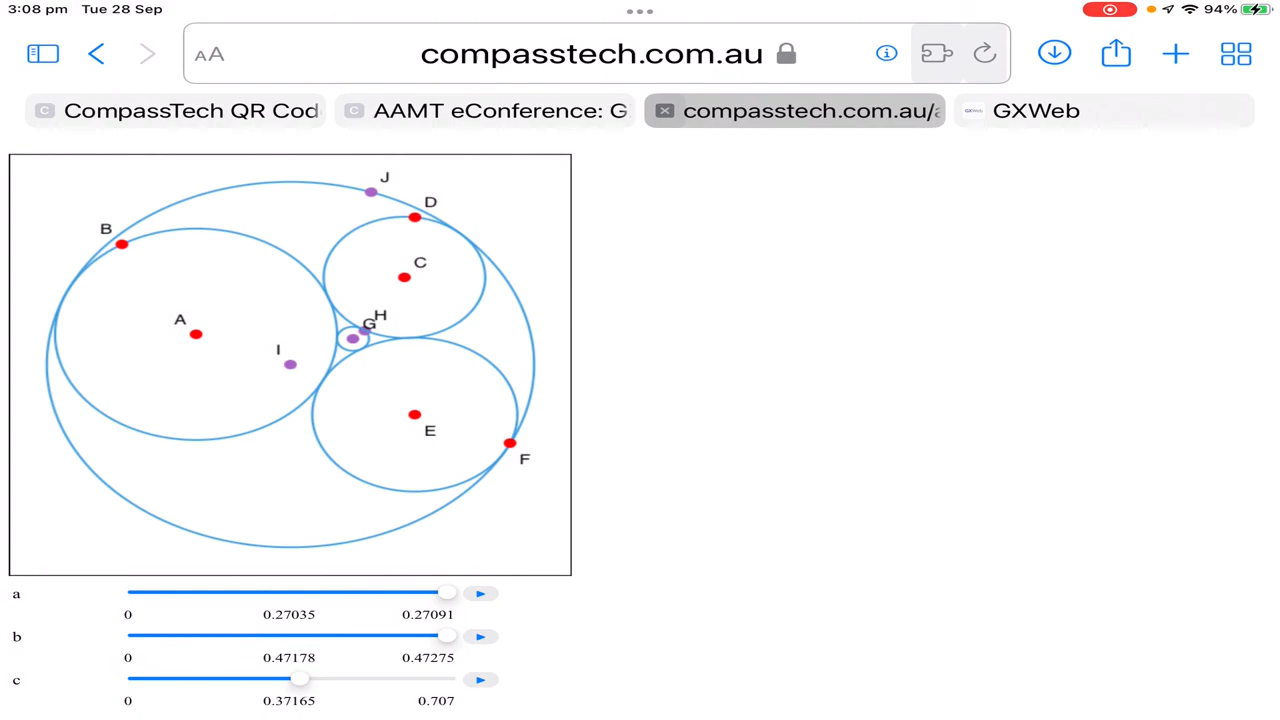 3:08 pm Tue 28 Sep
94%
AA compasstech.com.au
CompassTech QR Cod
AAMT eConference: G
compasstech.com.au/a
GXWeb
J
D
B
C
H
G
A
I
E
F
a
0 0.27035 0.27091
b
0 0.47178 0.47275
c
0 0.37165 0.707